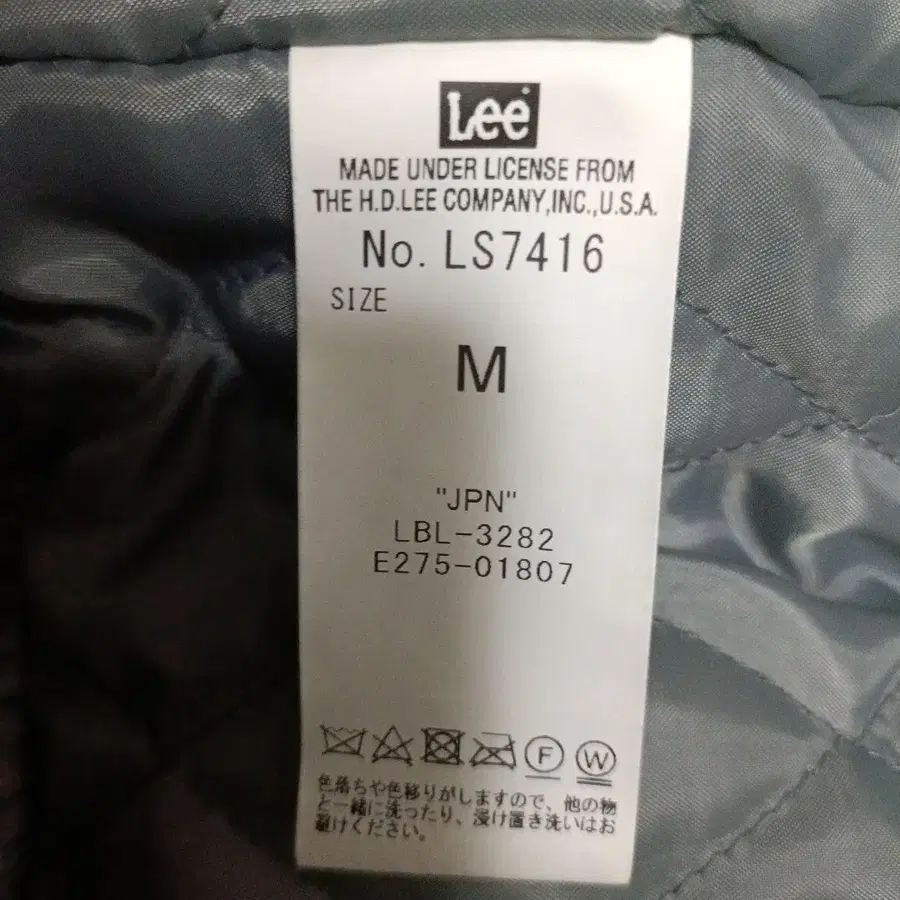 Lee
MADE UNDER LICENSE FROM
THE H.D.LEE COMPANY,INC.,U.S.A.
No. LS7416
SIZE
M
"JPN"
LBL-3282
E275-01807
F W
色落ちや色移りがしますので、他の物
と一緒に洗ったり、浸け置き洗いはお
避けください。